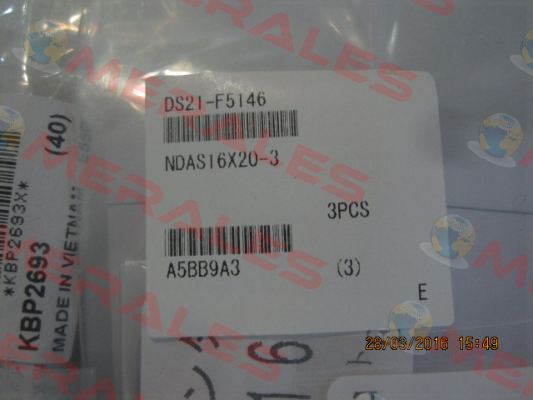 DS21-F5146
NDAS16X20-3
3PCS
A5BB9A3 (3)
E
*KBP2693X*
(40)
KBP2693
MADE IN VIETNAM
MERALES
28/03/2016 15:49